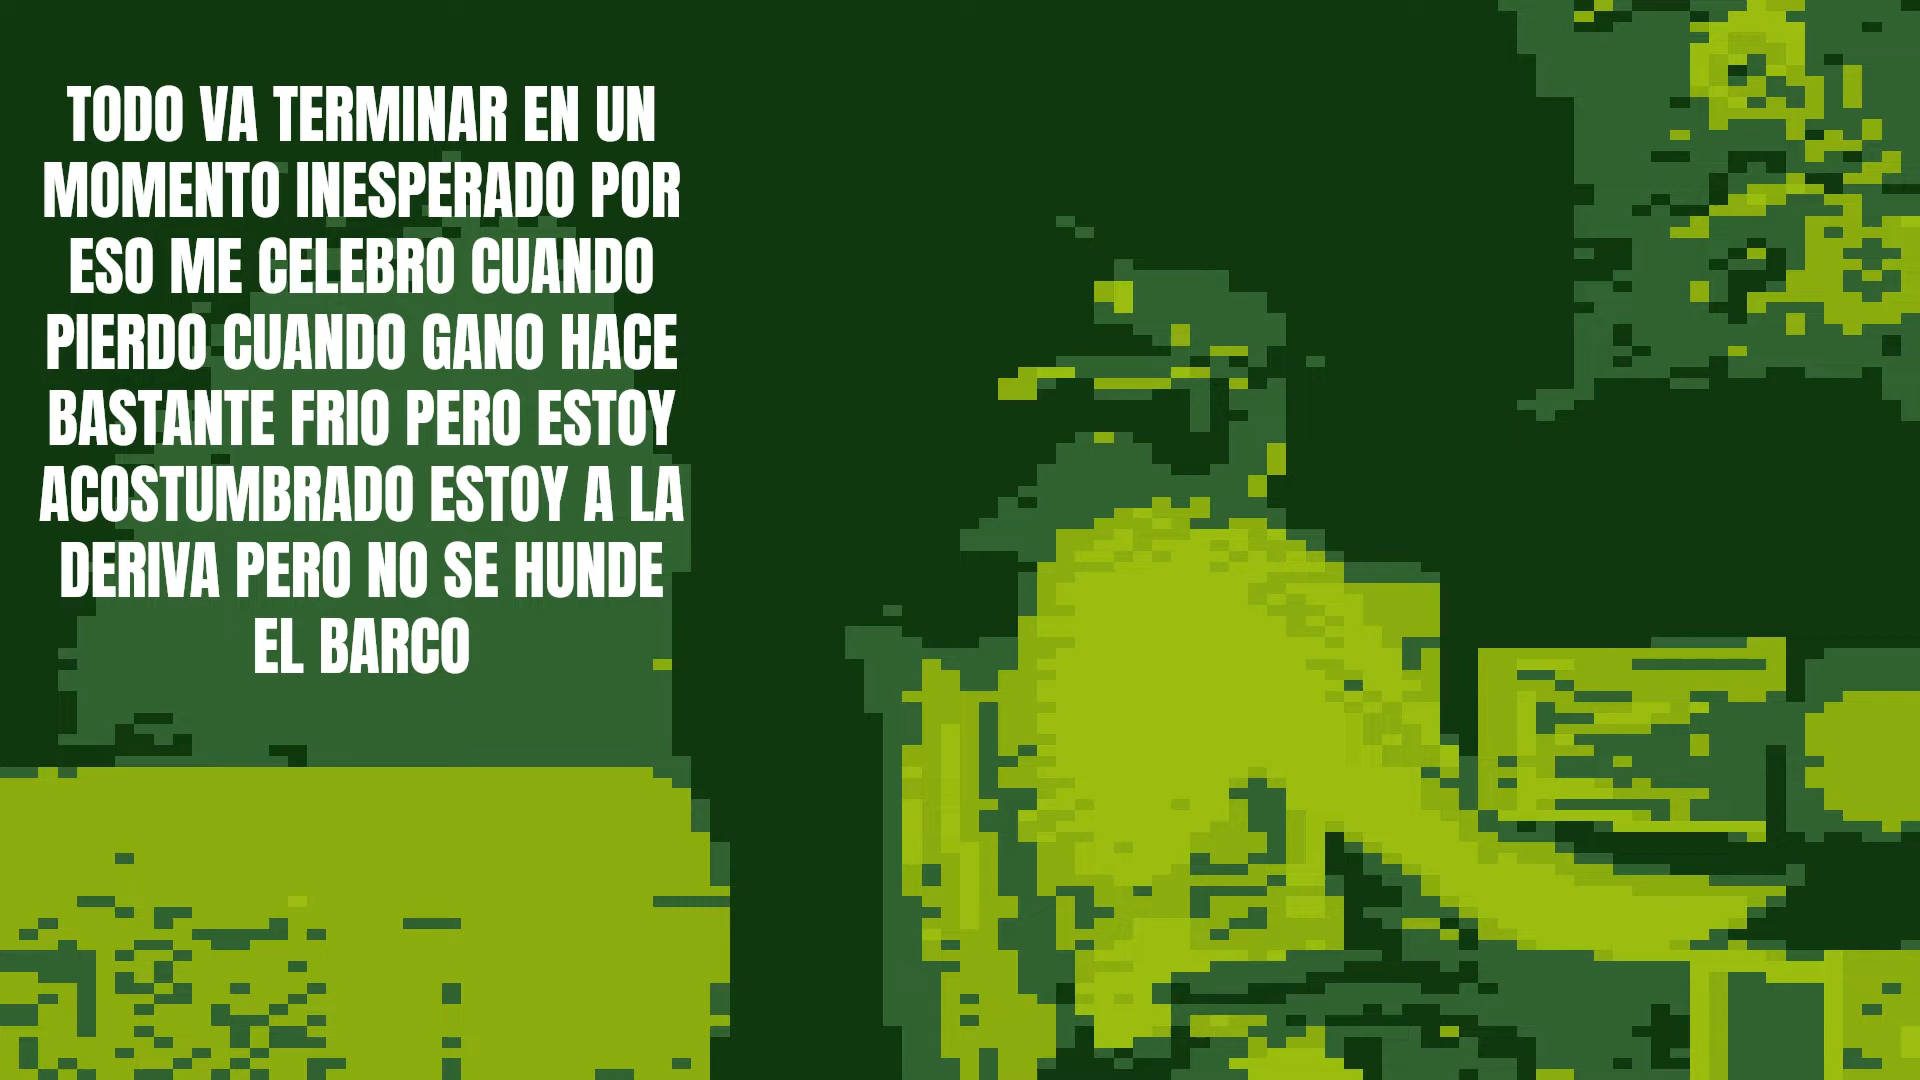 TODO VA TERMINAR EN UN
MOMENTO INESPERADO POR
ESO ME CELEBRO CUANDO
PIERDO CUANDO GANO HACE
BASTANTE FRIO PERO ESTOY
ACOSTUMBRADO ESTOY A LA
DERIVA PERO NO SE HUNDE
EL BARCO